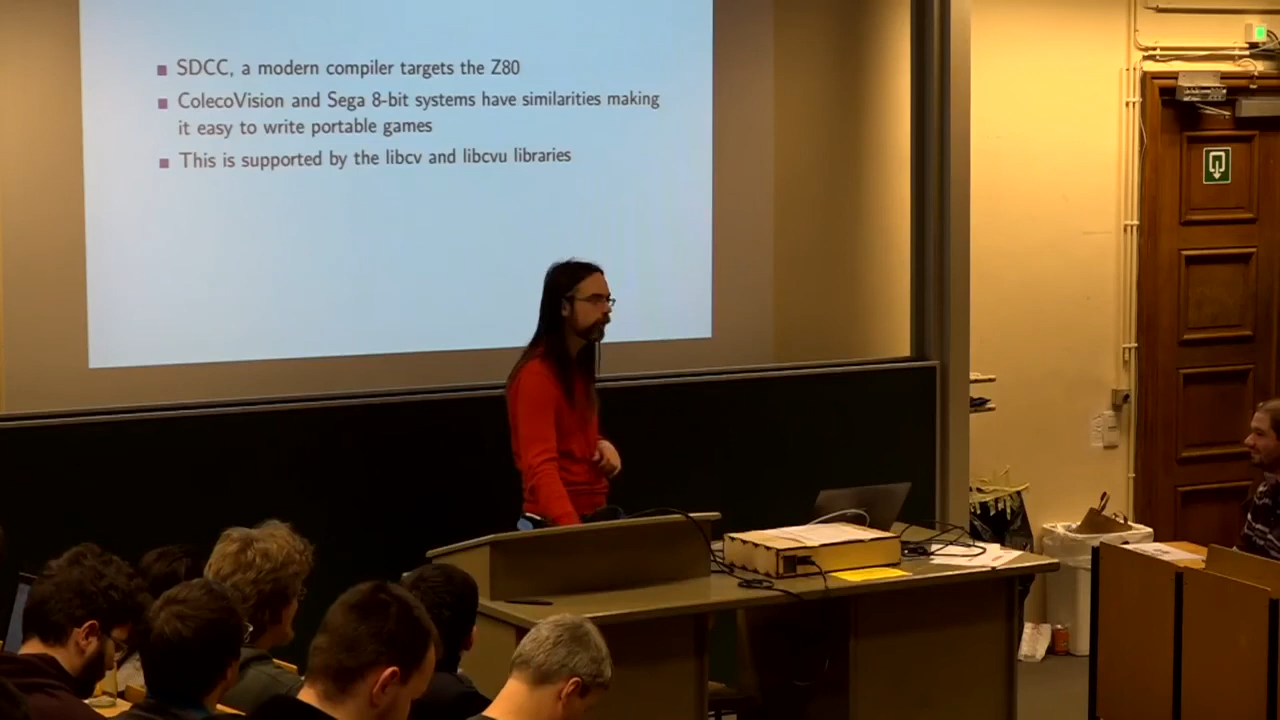 SDCC, a modern compiler targets the Z80
ColecoVision and Sega 8-bit systems have similarities making
it easy to write portable games
This is supported by the libcv and libcvu libraries